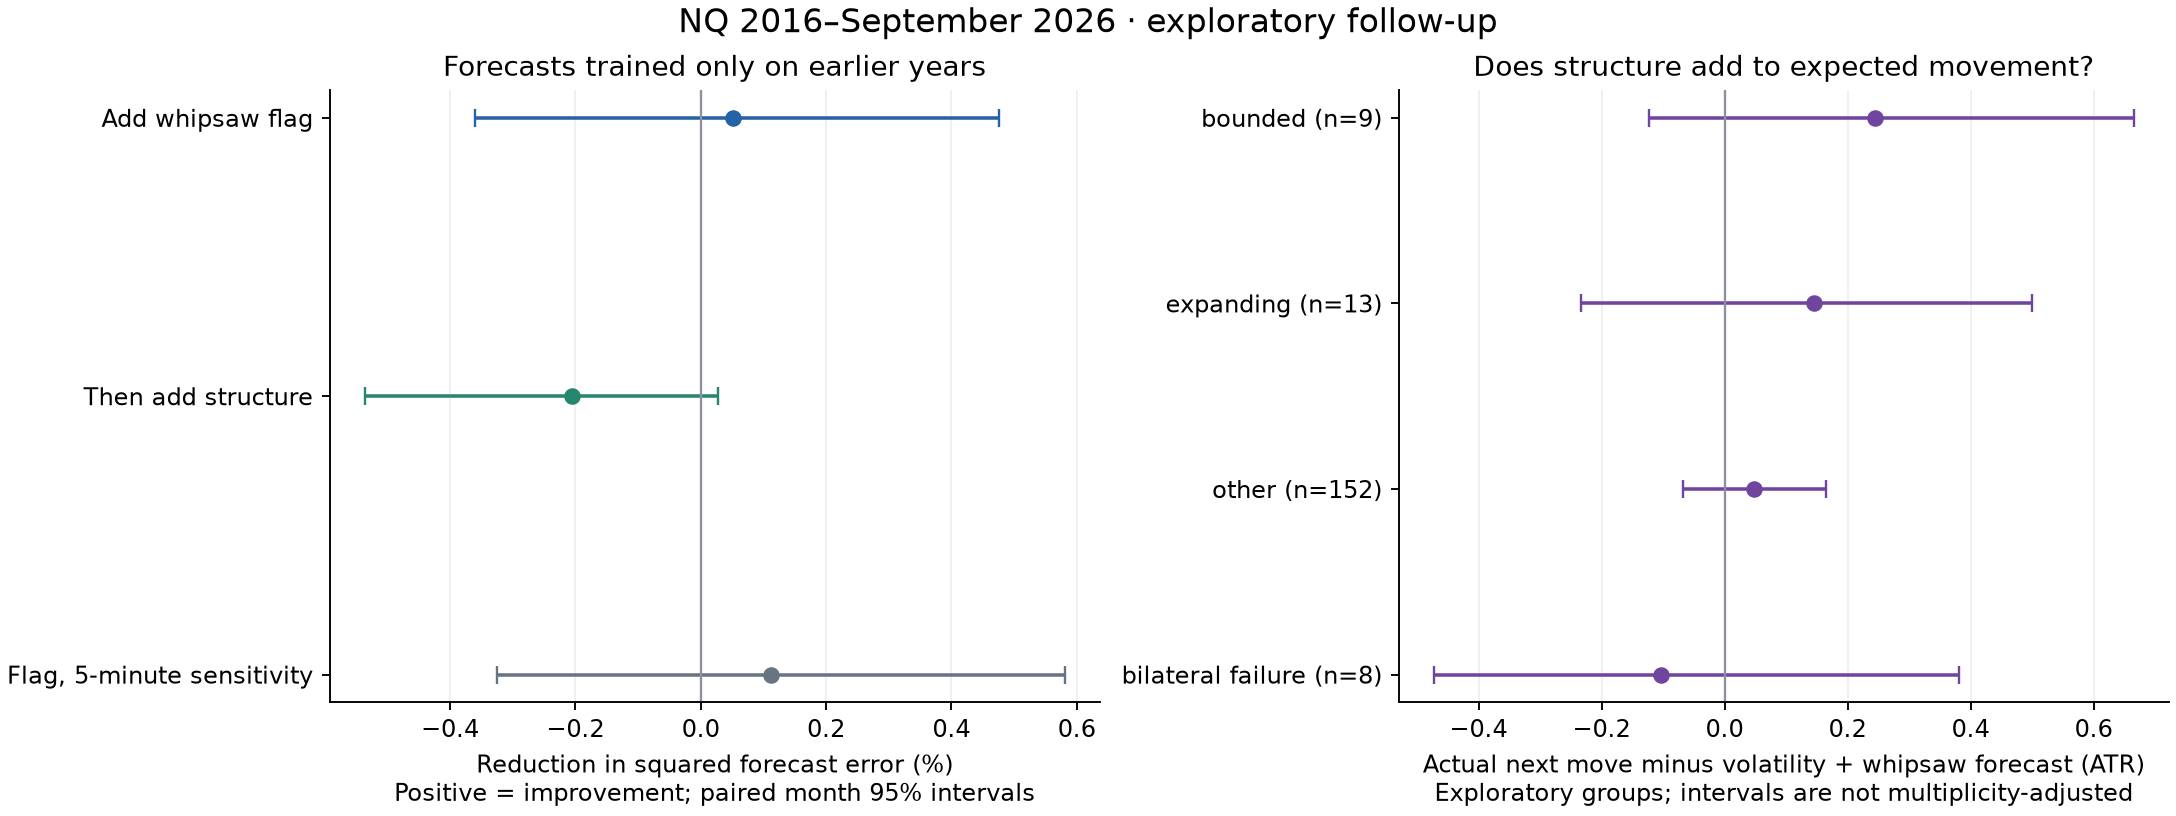 NQ 2016–September 2026 · exploratory follow-up
Forecasts trained only on earlier years
Add whipsaw flag
Then add structure
Flag, 5-minute sensitivity
−0.4 −0.2 0.0 0.2 0.4 0.6
Reduction in squared forecast error (%)
Positive = improvement; paired month 95% intervals
Does structure add to expected movement?
bounded (n=9)
expanding (n=13)
other (n=152)
bilateral failure (n=8)
−0.4 −0.2 0.0 0.2 0.4 0.6
Actual next move minus volatility + whipsaw forecast (ATR)
Exploratory groups; intervals are not multiplicity-adjusted